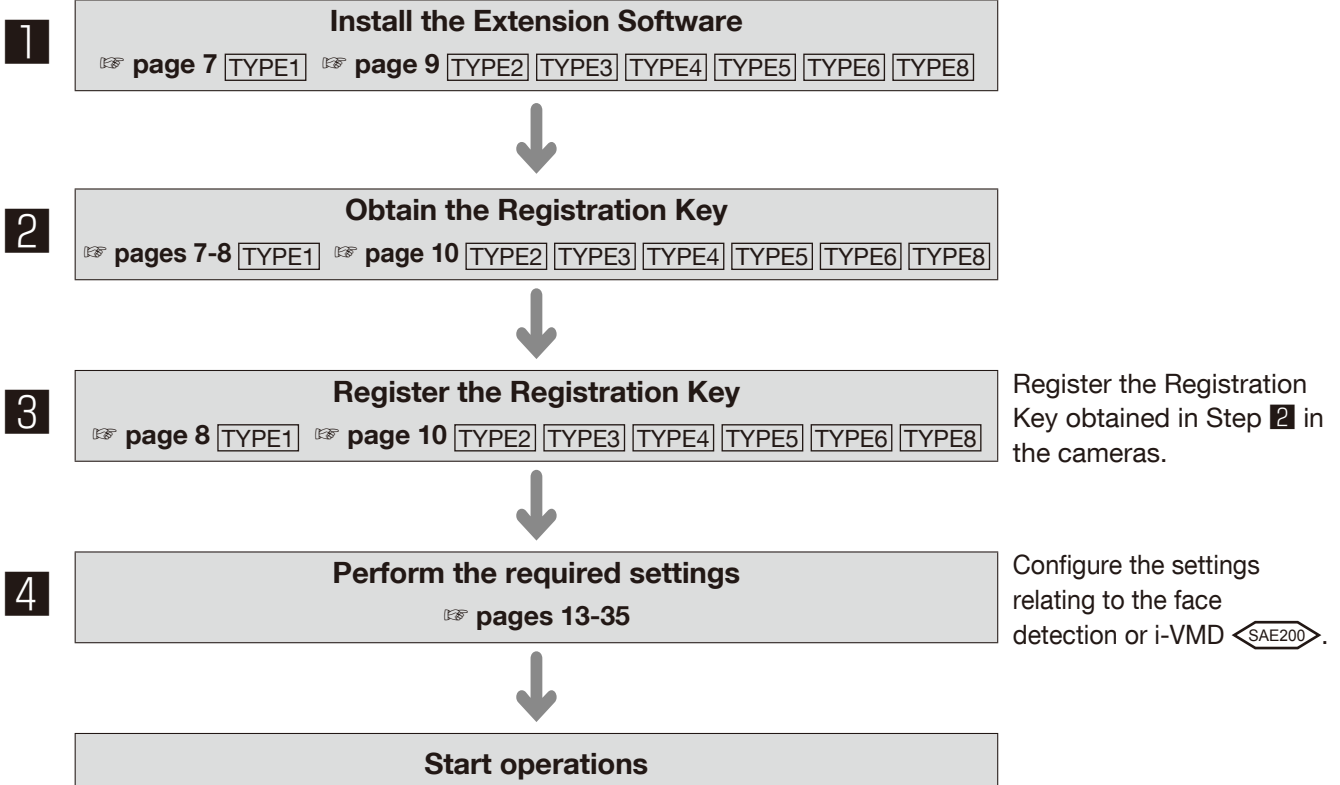 1
Install the Extension Software
☞ page 7 TYPE1 ☞ page 9 TYPE2 TYPE3 TYPE4 TYPE5 TYPE6 TYPE8
2
Obtain the Registration Key
☞ pages 7-8 TYPE1 ☞ page 10 TYPE2 TYPE3 TYPE4 TYPE5 TYPE6 TYPE8
3
Register the Registration Key
☞ page 8 TYPE1 ☞ page 10 TYPE2 TYPE3 TYPE4 TYPE5 TYPE6 TYPE8
Register the Registration
Key obtained in Step 2 in
the cameras.
4
Perform the required settings
☞ pages 13-35
Configure the settings
relating to the face
detection or i-VMD SAE200.
Start operations